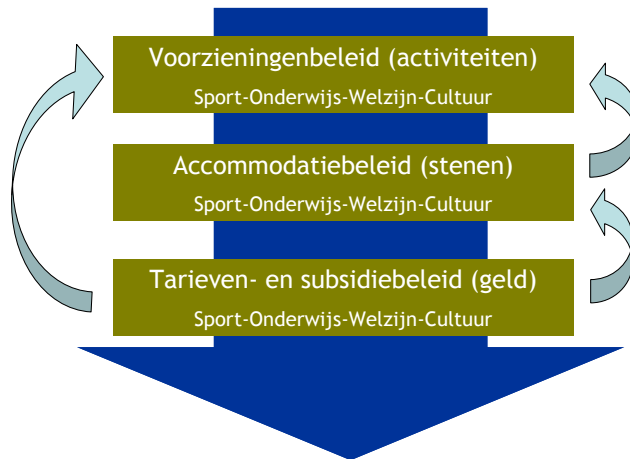 Voorzieningenbeleid (activiteiten)
Sport-Onderwijs-Welzijn-Cultuur
Accommodatiebeleid (stenen)
Sport-Onderwijs-Welzijn-Cultuur
Tarieven- en subsidiebeleid (geld)
Sport-Onderwijs-Welzijn-Cultuur